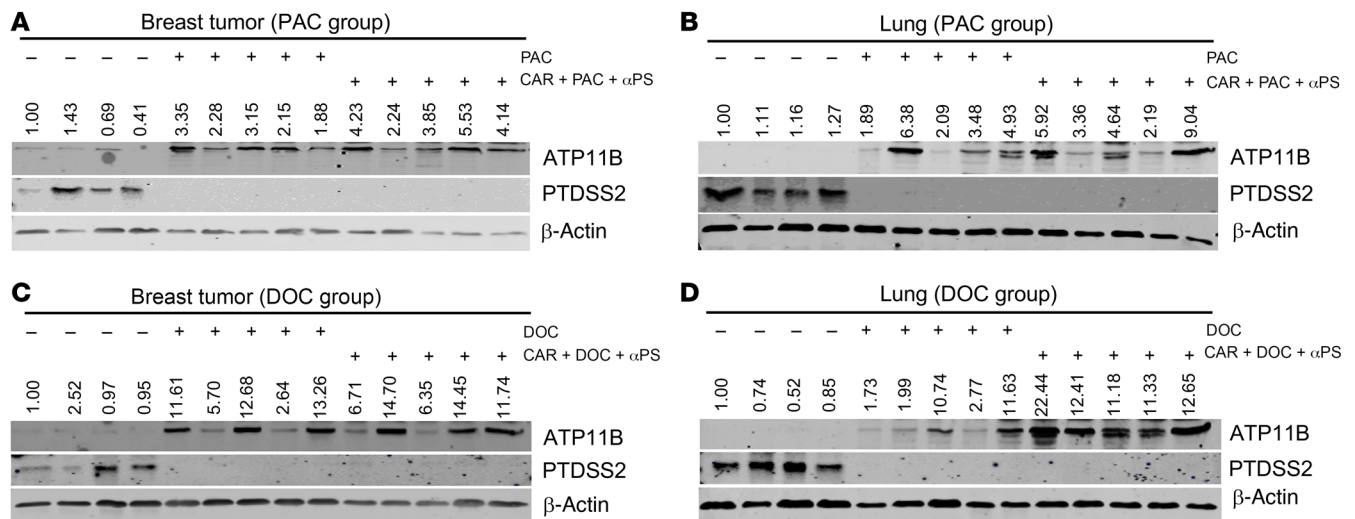 A
Breast tumor (PAC group)
– – – – + + + + + PAC
+ + + + + CAR + PAC + αPS
1.00 1.43 0.69 0.41 3.35 2.28 3.15 2.15 1.88 4.23 2.24 3.85 5.53 4.14
ATP11B
PTDSS2
β-Actin
B
Lung (PAC group)
– – – – + + + + + PAC
+ + + + + CAR + PAC + αPS
1.00 1.11 1.16 1.27 1.89 6.38 2.09 3.48 4.93 5.92 3.36 4.64 2.19 9.04
ATP11B
PTDSS2
β-Actin
C
Breast tumor (DOC group)
– – – – + + + + + DOC
+ + + + + CAR + DOC + αPS
1.00 2.52 0.97 0.95 11.61 5.70 12.68 2.64 13.26 6.71 14.70 6.35 14.45 11.74
ATP11B
PTDSS2
β-Actin
D
Lung (DOC group)
– – – – + + + + + DOC
+ + + + + CAR + DOC + αPS
1.00 0.74 0.52 0.85 1.73 1.99 10.74 2.77 11.63 22.44 12.41 11.18 11.33 12.65
ATP11B
PTDSS2
β-Actin